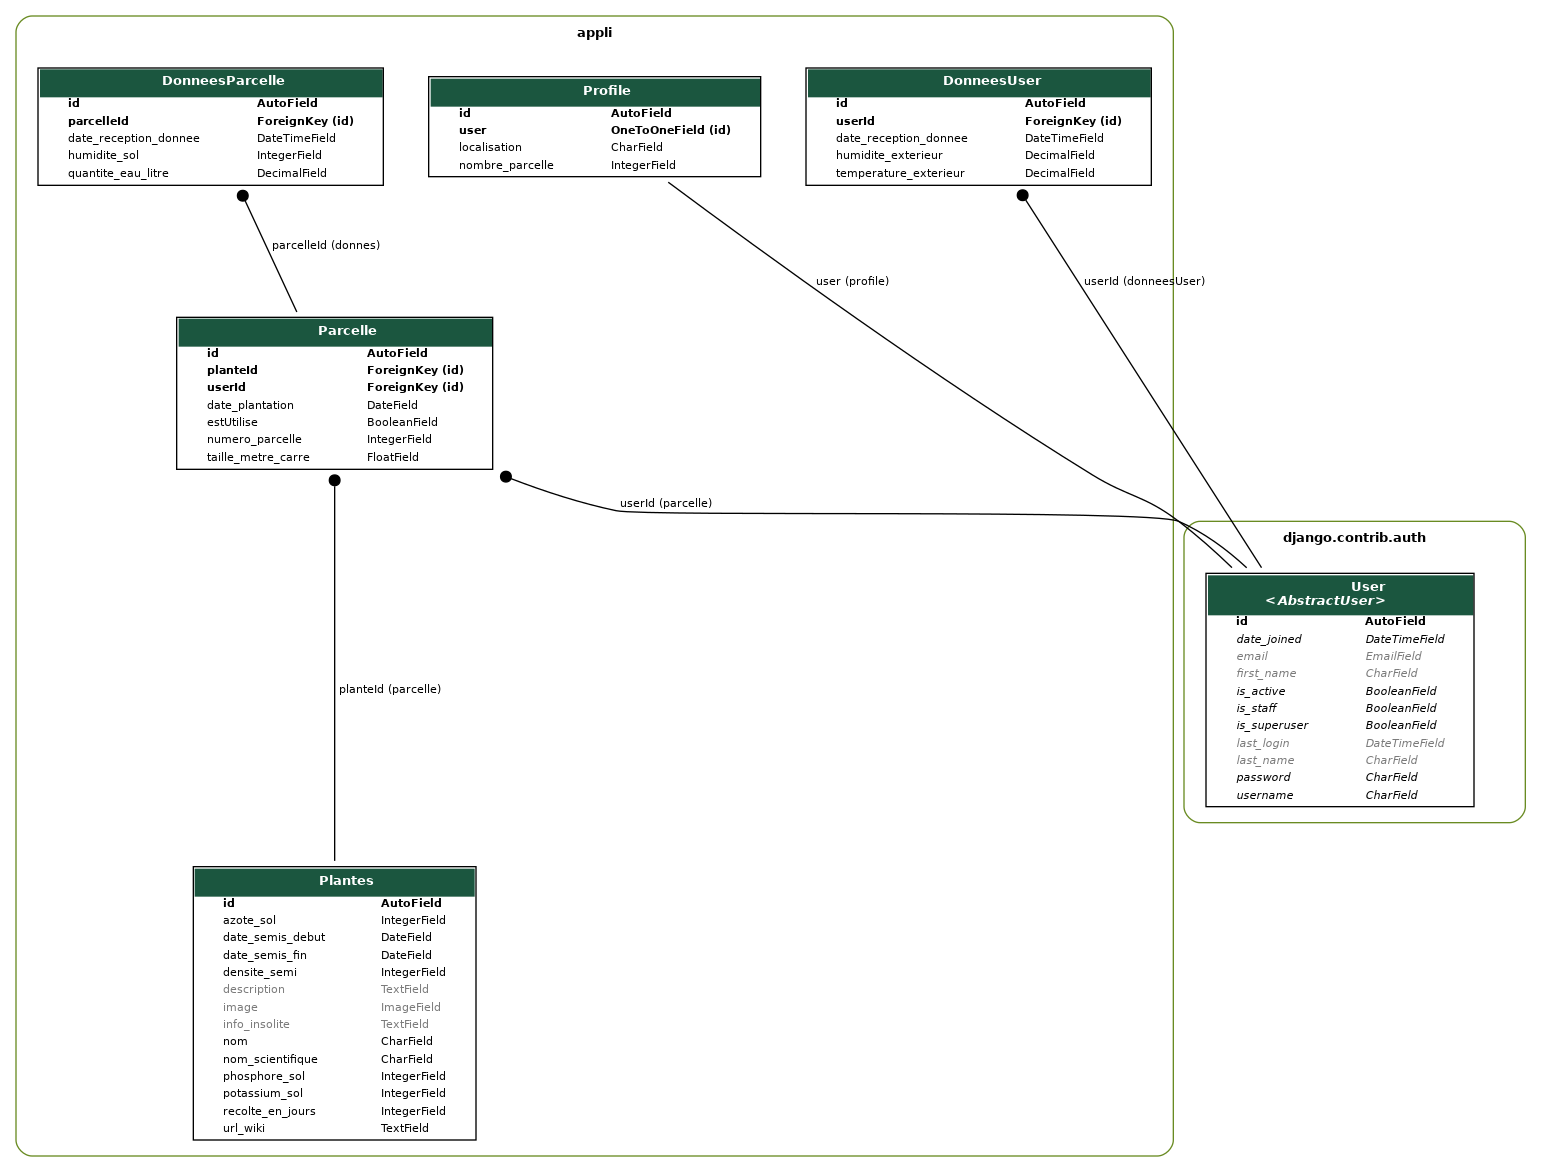 appli
DonneesParcelle
id AutoField
parcelleId ForeignKey (id)
date_reception_donnee DateTimeField
humidite_sol IntegerField
quantite_eau_litre DecimalField
Profile
id AutoField
user OneToOneField (id)
localisation CharField
nombre_parcelle IntegerField
DonneesUser
id AutoField
userId ForeignKey (id)
date_reception_donnee DateTimeField
humidite_exterieur DecimalField
temperature_exterieur DecimalField
parcelleId (donnes)
user (profile)
userId (donneesUser)
Parcelle
id AutoField
planteId ForeignKey (id)
userId ForeignKey (id)
date_plantation DateField
estUtilise BooleanField
numero_parcelle IntegerField
taille_metre_carre FloatField
userId (parcelle)
django.contrib.auth
User
<AbstractUser>
id AutoField
date_joined DateTimeField
email EmailField
first_name CharField
is_active BooleanField
is_staff BooleanField
is_superuser BooleanField
last_login DateTimeField
last_name CharField
password CharField
username CharField
planteId (parcelle)
Plantes
id AutoField
azote_sol IntegerField
date_semis_debut DateField
date_semis_fin DateField
densite_semi IntegerField
description TextField
image ImageField
info_insolite TextField
nom CharField
nom_scientifique CharField
phosphore_sol IntegerField
potassium_sol IntegerField
recolte_en_jours IntegerField
url_wiki TextField